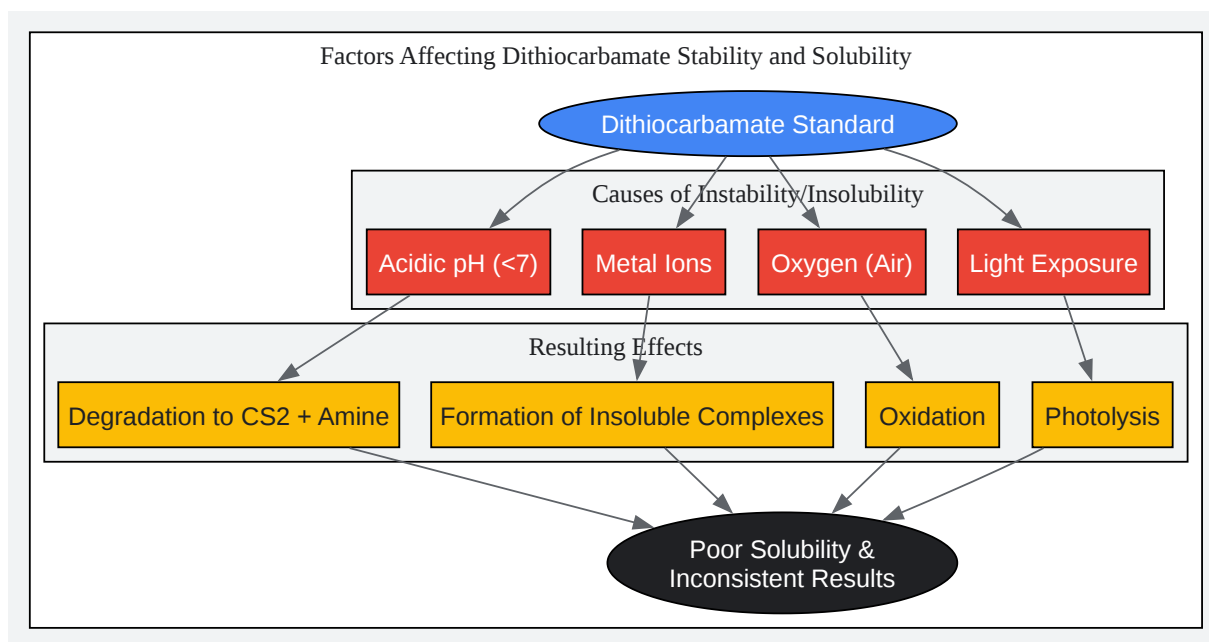 Factors Affecting Dithiocarbamate Stability and Solubility
Dithiocarbamate Standard
Causes of Instability/Insolubility
Acidic pH (<7)
Metal Ions
Oxygen (Air)
Light Exposure
Resulting Effects
Degradation to CS2 + Amine
Formation of Insoluble Complexes
Oxidation
Photolysis
Poor Solubility &
Inconsistent Results